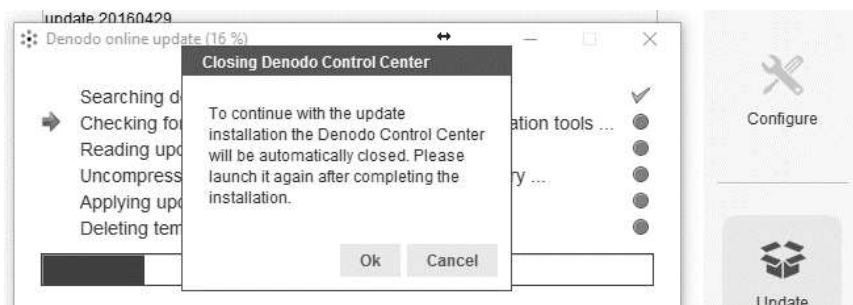 update 20160429
Denodo online update (16 %)
Closing Denodo Control Center
To continue with the update
installation the Denodo Control Center
will be automatically closed. Please
launch it again after completing the
installation.
Ok Cancel
Searching d
Checking for ation tools ...
Reading upd
Uncompress ry ...
Applying upd
Deleting tem
Configure
Update